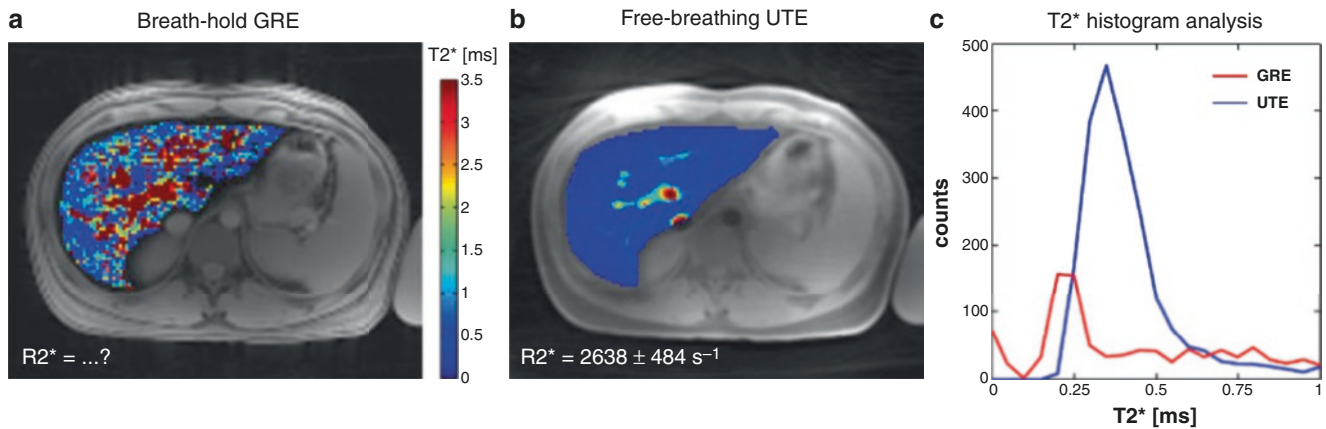 a Breath-hold GRE
T2* [ms]
3.5
3
2.5
2
1.5
1
0.5
0
R2* = ...?
b Free-breathing UTE
R2* = 2638 ± 484 s⁻¹
c T2* histogram analysis
500
400
300
200
100
0
counts
GRE
UTE
0 0.25 0.5 0.75 1
T2* [ms]